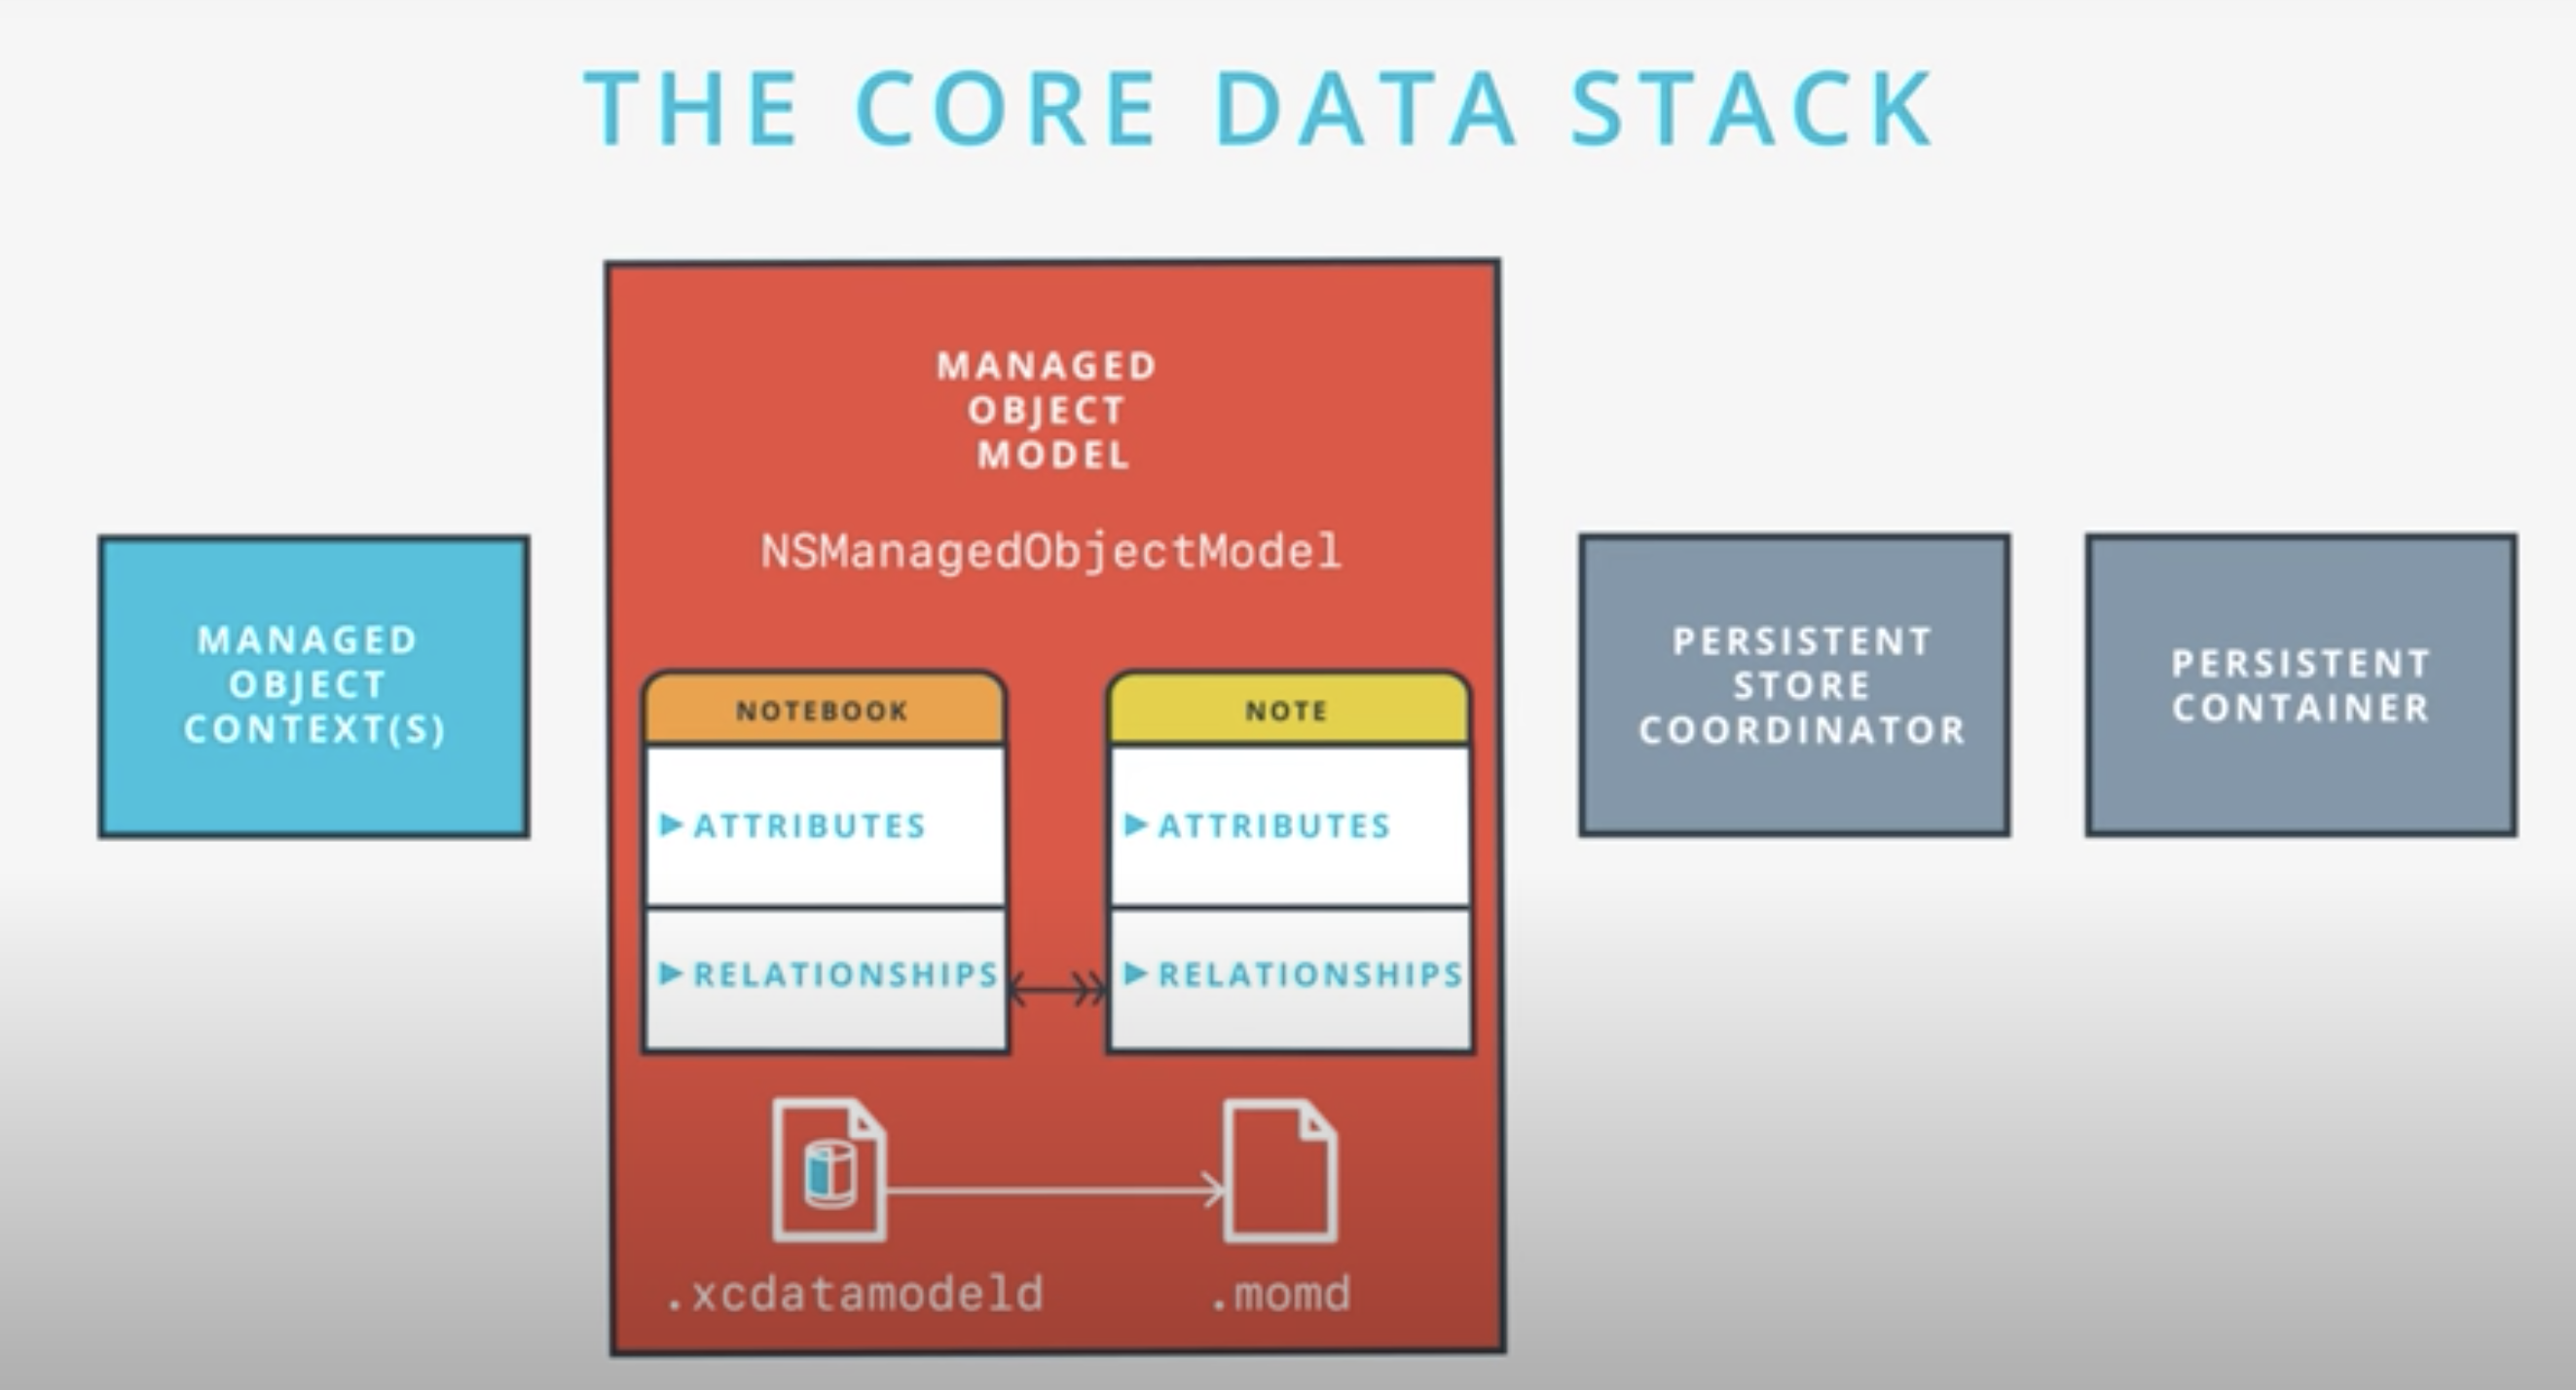 THE CORE DATA STACK
MANAGED
OBJECT
CONTEXT(S)
MANAGED
OBJECT
MODEL
NSManagedObjectModel
NOTEBOOK
ATTRIBUTES
RELATIONSHIPS
NOTE
ATTRIBUTES
RELATIONSHIPS
.xcdatamodeld
.momd
PERSISTENT
STORE
COORDINATOR
PERSISTENT
CONTAINER